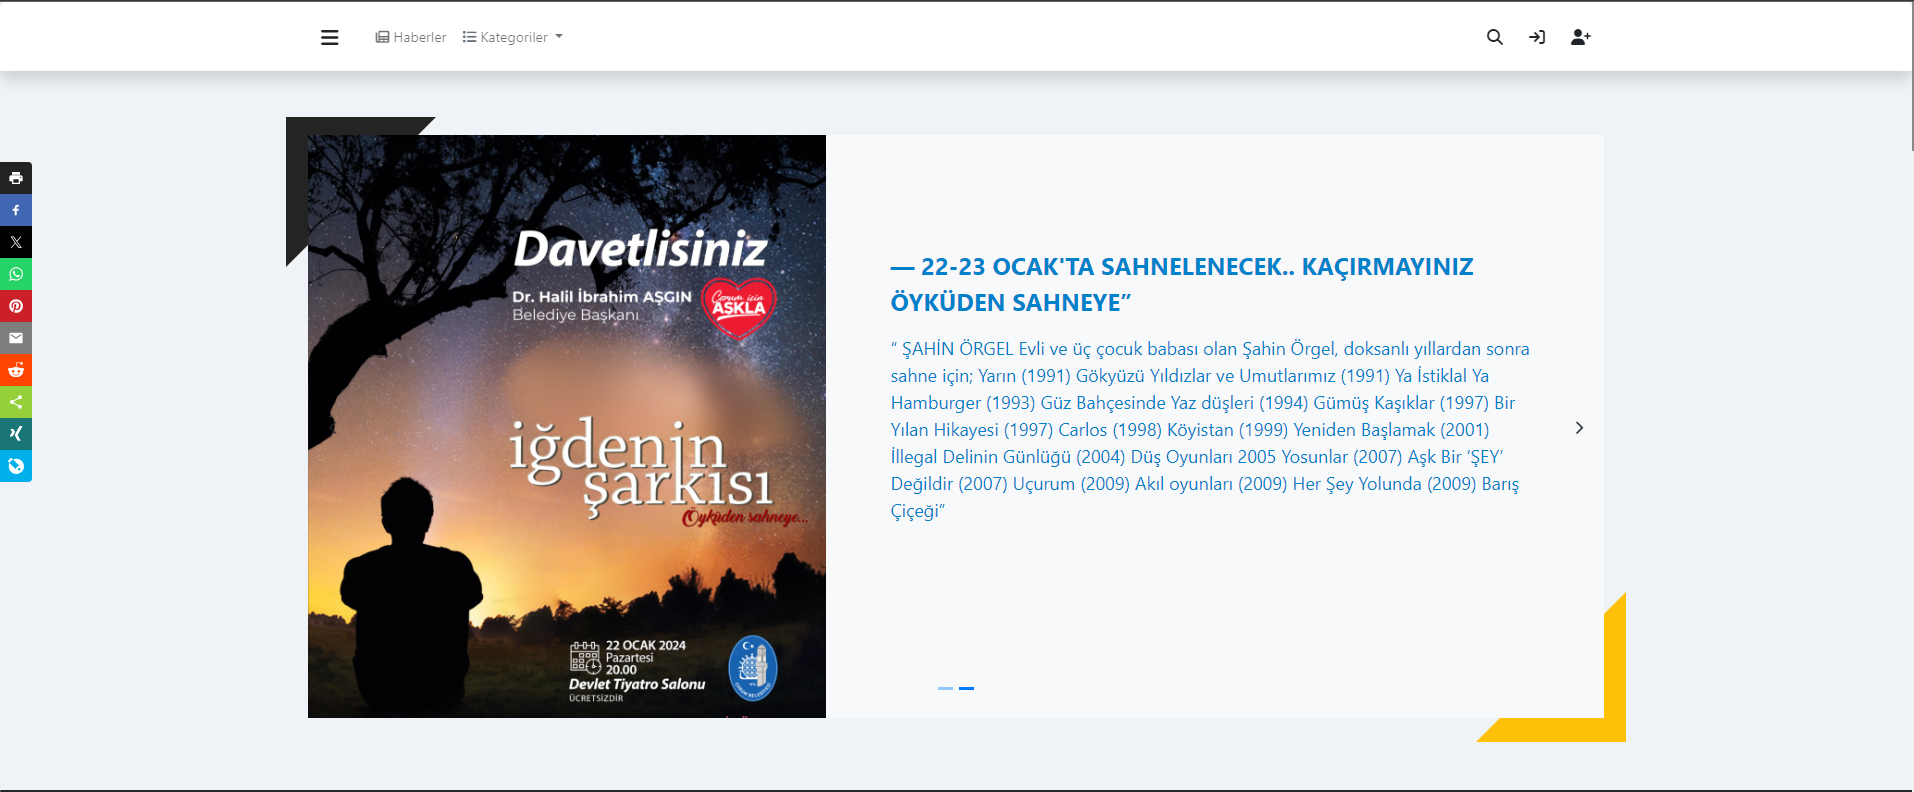 Haberler
Kategoriler
Davetlisiniz
Dr. Halil İbrahim AŞGIN
Belediye Başkanı
Çorum için
AŞKLA
iğdenin
şarkısı
Öyküden sahneye...
22 OCAK 2024
Pazartesi
20.00
Devlet Tiyatro Salonu
ÜCRETSİZDİR
— 22-23 OCAK'TA SAHNELENECEK.. KAÇIRMAYINIZ
ÖYKÜDEN SAHNEYE”
“ ŞAHİN ÖRGEL Evli ve üç çocuk babası olan Şahin Örgel, doksanlı yıllardan sonra
sahne için; Yarın (1991) Gökyüzü Yıldızlar ve Umutlarımız (1991) Ya İstiklal Ya
Hamburger (1993) Güz Bahçesinde Yaz düşleri (1994) Gümüş Kaşıklar (1997) Bir
Yılan Hikayesi (1997) Carlos (1998) Köyistan (1999) Yeniden Başlamak (2001)
İllegal Delinin Günlüğü (2004) Düş Oyunları 2005 Yosunlar (2007) Aşk Bir ‘ŞEY’
Değildir (2007) Uçurum (2009) Akıl oyunları (2009) Her Şey Yolunda (2009) Barış
Çiçeği”